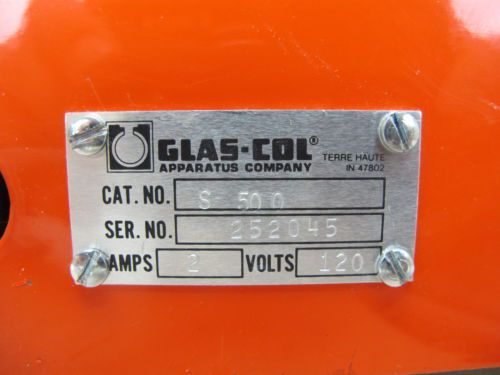 GLAS-COL®
APPARATUS COMPANY
TERRE HAUTE
IN 47802
CAT. NO. S 500
SER. NO. 252045
AMPS 2 VOLTS 120